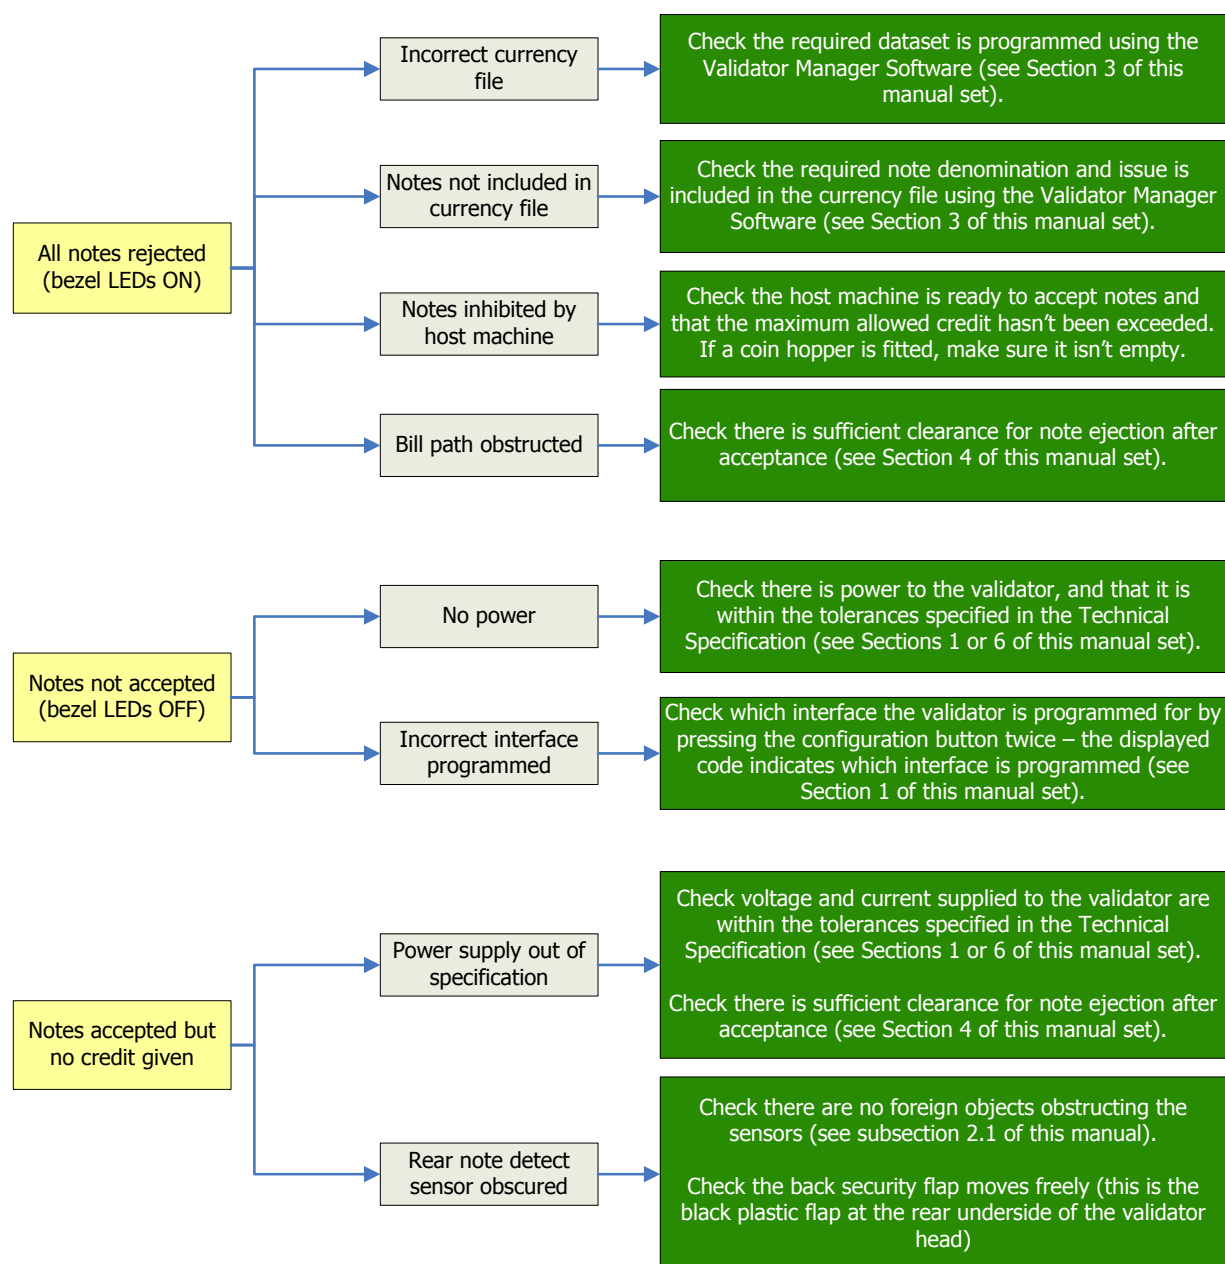 All notes rejected
(bezel LEDs ON)
Incorrect currency
file
Check the required dataset is programmed using the
Validator Manager Software (see Section 3 of this
manual set).
Notes not included in
currency file
Check the required note denomination and issue is
included in the currency file using the Validator Manager
Software (see Section 3 of this manual set).
Notes inhibited by
host machine
Check the host machine is ready to accept notes and
that the maximum allowed credit hasn’t been exceeded.
If a coin hopper is fitted, make sure it isn’t empty.
Bill path obstructed
Check there is sufficient clearance for note ejection after
acceptance (see Section 4 of this manual set).
Notes not accepted
(bezel LEDs OFF)
No power
Check there is power to the validator, and that it is
within the tolerances specified in the Technical
Specification (see Sections 1 or 6 of this manual set).
Incorrect interface
programmed
Check which interface the validator is programmed for by
pressing the configuration button twice – the displayed
code indicates which interface is programmed (see
Section 1 of this manual set).
Notes accepted but
no credit given
Power supply out of
specification
Check voltage and current supplied to the validator are
within the tolerances specified in the Technical
Specification (see Sections 1 or 6 of this manual set).
Check there is sufficient clearance for note ejection after
acceptance (see Section 4 of this manual set).
Rear note detect
sensor obscured
Check there are no foreign objects obstructing the
sensors (see subsection 2.1 of this manual).
Check the back security flap moves freely (this is the
black plastic flap at the rear underside of the validator
head)